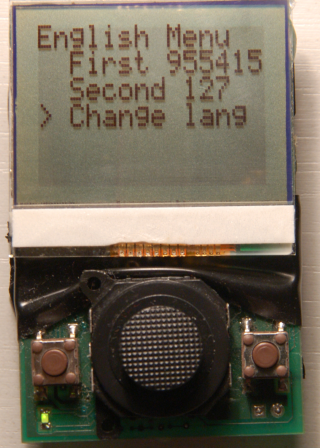 English Menu
First 955415
Second 127
> Change lang